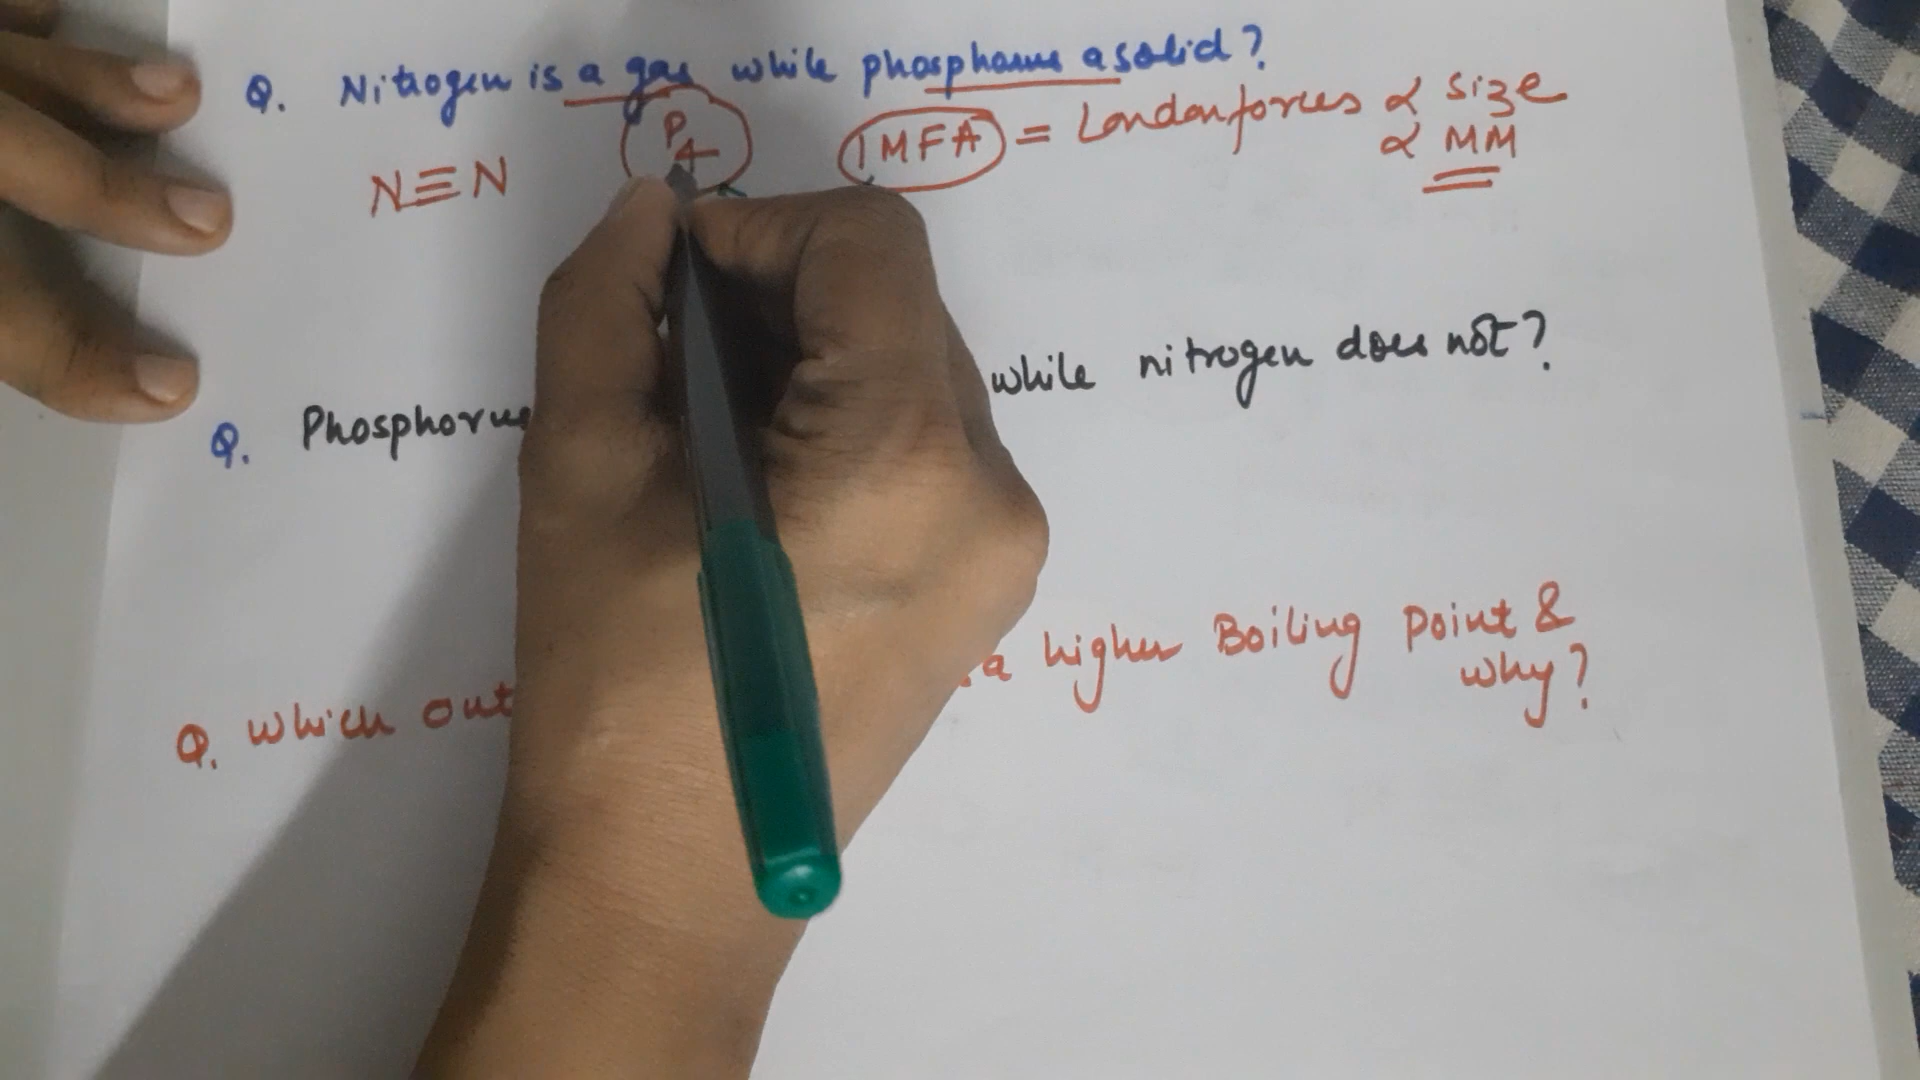 Q. Nitrogen is a gas while phosphorus a solid?
N≡N P4 IMFA = London forces ∝ size
∝ MM
Q. Phosphorus while nitrogen does not?
Q. which out a higher Boiling point &
why?